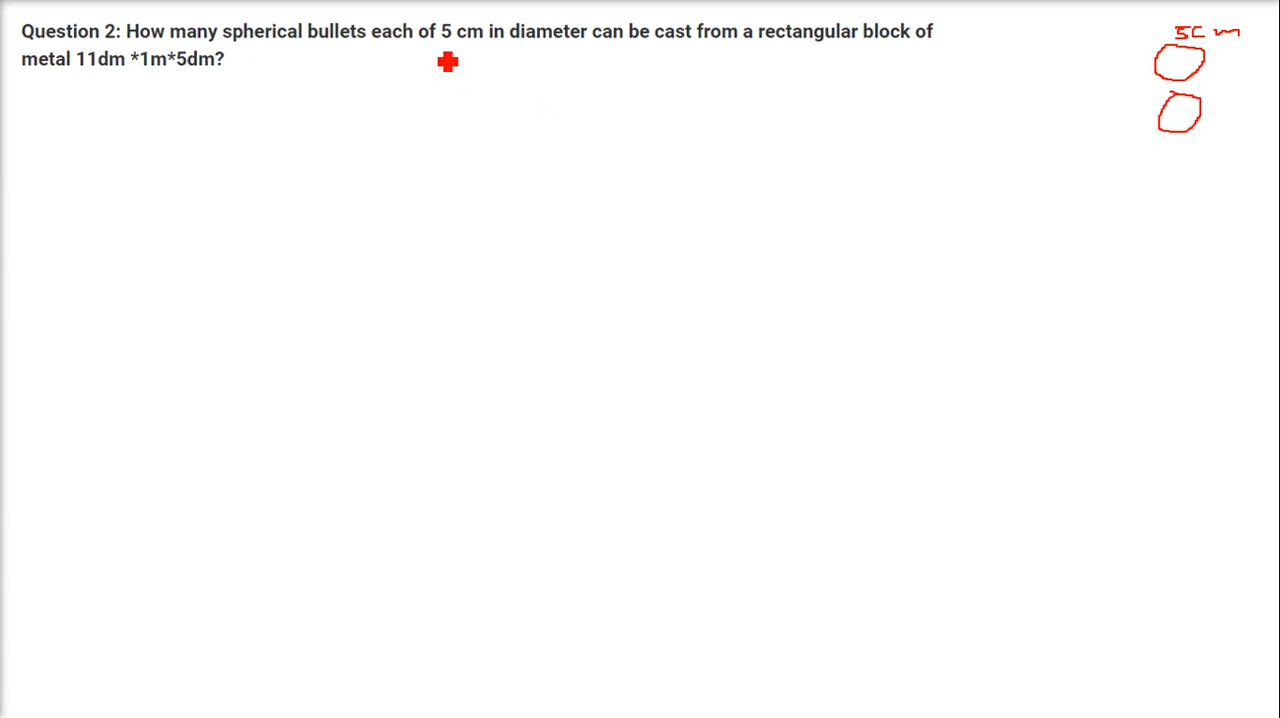 Question 2: How many spherical bullets each of 5 cm in diameter can be cast from a rectangular block of
metal 11dm *1m*5dm?
5cm